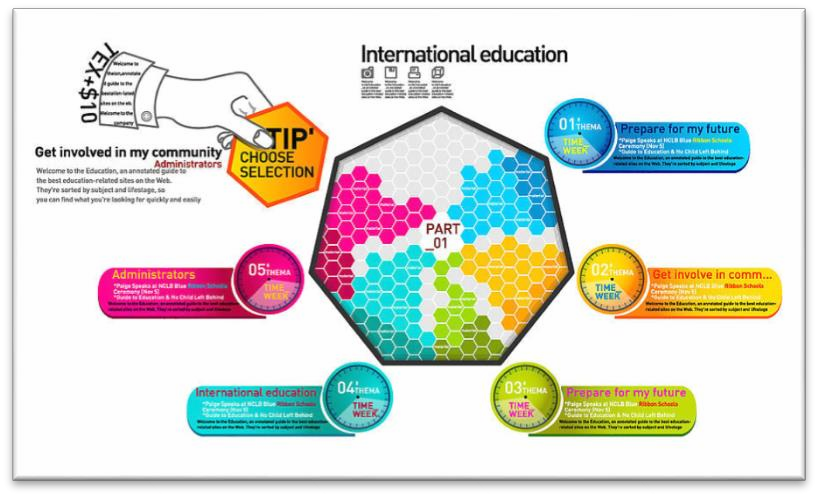 International education
TEX+$10
Welcome to
d guide to the
sites on the eb.
Welcome to the
company
TIP'
CHOOSE
SELECTION
Get involved in my community
Administrators
Welcome to the Education, an annotated guide to
the best education-related sites on the Web.
They're sorted by subject and lifestage, so
you can find what you're looking for quickly and easily
PART
_01
01' THEMA
TIME
WEEK
Prepare for my future
*Paige Speaks at NCLB Blue Ribbon Schools
Ceremony (Nov 5)
*Guide to Education & No Child Left Behind
Welcome to the Education, an annotated guide to the best education-
related sites on the Web. They're sorted by subject and lifestage
02' THEMA
TIME
WEEK
Get involve in comm...
*Paige Speaks at NCLB Blue Ribbon Schools
Ceremony (Nov 5)
*Guide to Education & No Child Left Behind
Welcome to the Education, an annotated guide to the best education-
related sites on the Web. They're sorted by subject and lifestage
05' THEMA
TIME
WEEK
Administrators
*Paige Speaks at NCLB Blue Ribbon Schools
Ceremony (Nov 5)
*Guide to Education & No Child Left Behind
Welcome to the Education, an annotated guide to the best education-
related sites on the Web. They're sorted by subject and lifestage
04' THEMA
TIME
WEEK
International education
*Paige Speaks at NCLB Blue Ribbon Schools
Ceremony (Nov 5)
*Guide to Education & No Child Left Behind
Welcome to the Education, an annotated guide to the best education-
related sites on the Web. They're sorted by subject and lifestage
03' THEMA
TIME
WEEK
Prepare for my future
*Paige Speaks at NCLB Blue Ribbon Schools
Ceremony (Nov 5)
*Guide to Education & No Child Left Behind
Welcome to the Education, an annotated guide to the best education-
related sites on the Web. They're sorted by subject and lifestage